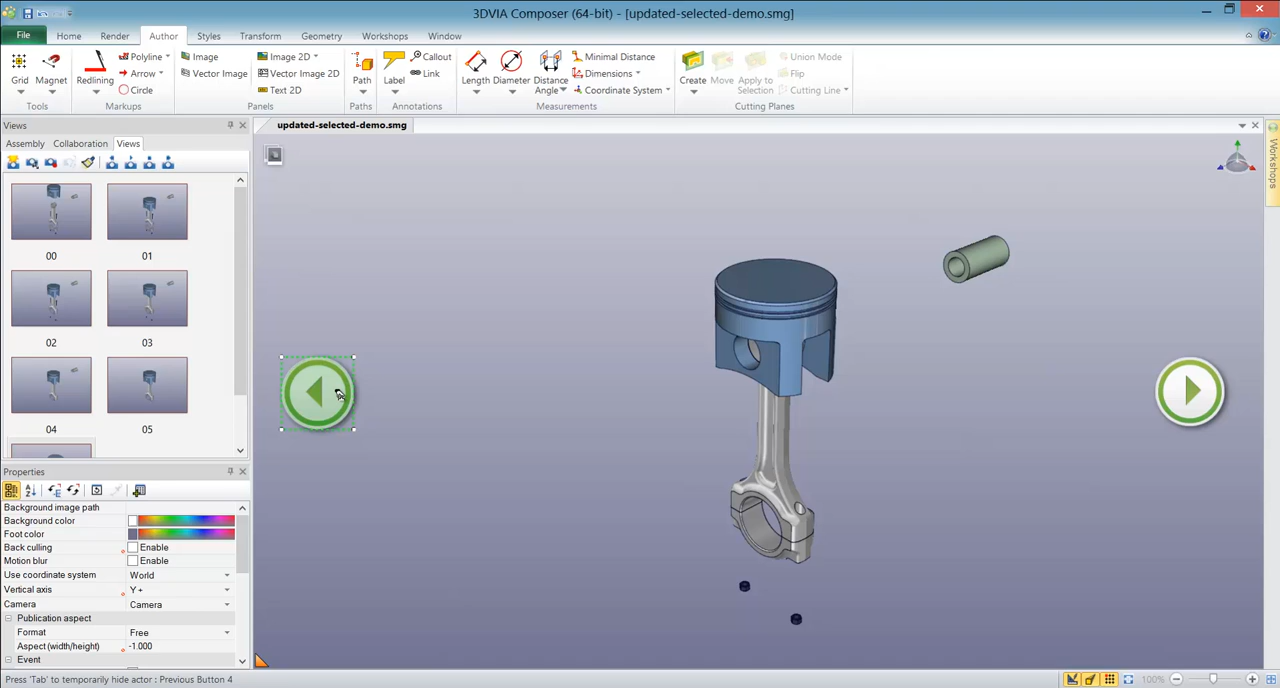 3DVIA Composer (64-bit) - [updated-selected-demo.smg]
File Home Render Author Styles Transform Geometry Workshops Window
Grid Magnet Redlining Polyline Arrow Circle
Image Vector Image Image 2D Vector Image 2D Text 2D
Path Label Callout Link
Length Diameter Distance Angle Minimal Distance Dimensions Coordinate System
Create Move Apply to Selection Union Mode Flip Cutting Line
Tools Markups Panels Paths Annotations Measurements Cutting Planes
Views
updated-selected-demo.smg
Assembly Collaboration Views
Workshops
00 01
02 03
04 05
Properties
Background image path
Background color
Foot color
Back culling Enable
Motion blur Enable
Use coordinate system World
Vertical axis Y +
Camera Camera
Publication aspect
Format Free
Aspect (width/height) -1.000
Event
Press 'Tab' to temporarily hide actor : Previous Button 4
100%